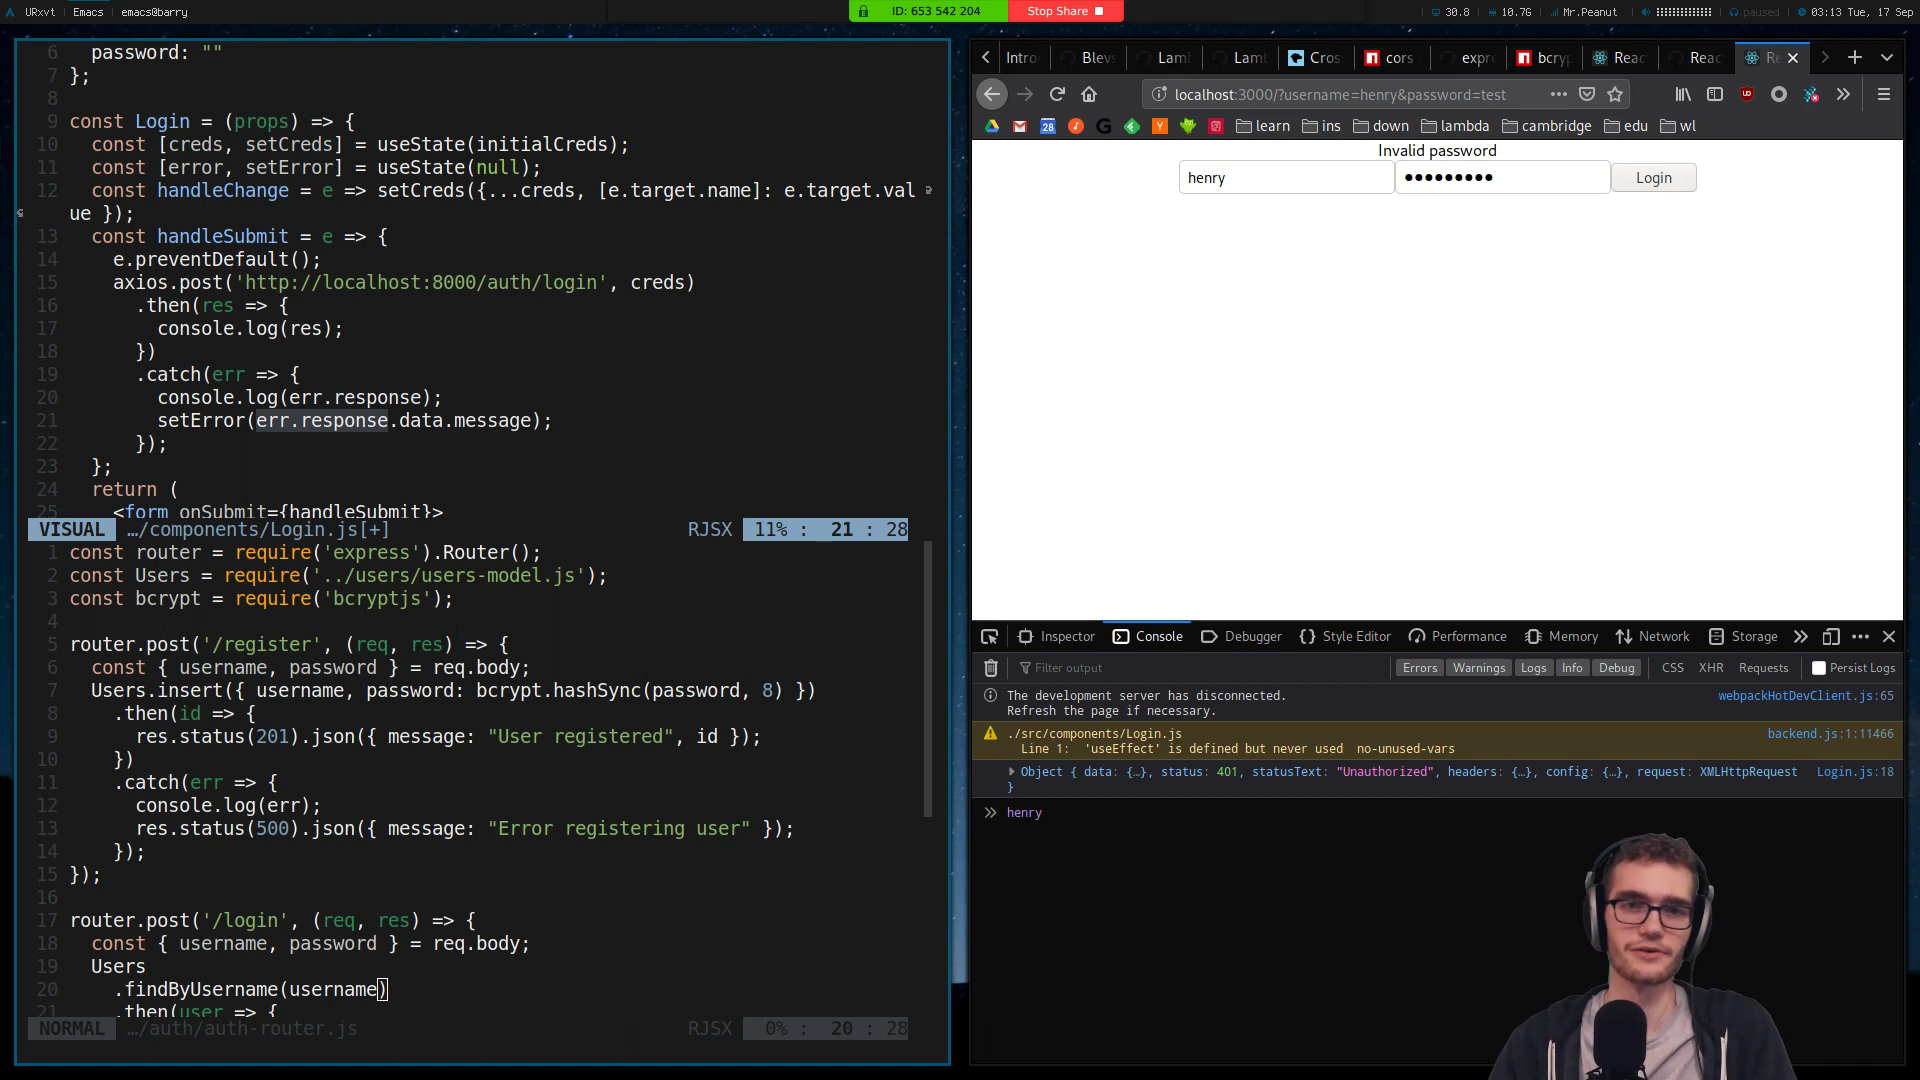 URxvt Emacs emacs@barry
ID: 653 542 204 Stop Share
30.8 10.7G Mr.Peanut paused 03:13 Tue, 17 Sep
6 password: ""
7 };
8
9 const Login = (props) => {
10 const [creds, setCreds] = useState(initialCreds);
11 const [error, setError] = useState(null);
12 const handleChange = e => setCreds({...creds, [e.target.name]: e.target.val
ue });
13 const handleSubmit = e => {
14 e.preventDefault();
15 axios.post('http://localhost:8000/auth/login', creds)
16 .then(res => {
17 console.log(res);
18 })
19 .catch(err => {
20 console.log(err.response);
21 setError(err.response.data.message);
22 });
23 };
24 return (
25 <form onSubmit={handleSubmit}>
VISUAL …/components/Login.js[+] RJSX 11% : 21 : 28
1 const router = require('express').Router();
2 const Users = require('../users/users-model.js');
3 const bcrypt = require('bcryptjs');
4
5 router.post('/register', (req, res) => {
6 const { username, password } = req.body;
7 Users.insert({ username, password: bcrypt.hashSync(password, 8) })
8 .then(id => {
9 res.status(201).json({ message: "User registered", id });
10 })
11 .catch(err => {
12 console.log(err);
13 res.status(500).json({ message: "Error registering user" });
14 });
15 });
16
17 router.post('/login', (req, res) => {
18 const { username, password } = req.body;
19 Users
20 .findByUsername(username)
21 .then(user => {
NORMAL …/auth/auth-router.js RJSX 0% : 20 : 28
Intro Blevs Lamb Lamb Cros cors expre bcry Reac Reac Re
localhost:3000/?username=henry&password=test
28 learn ins down lambda cambridge edu wl
Invalid password
henry ●●●●●●●●● Login
Inspector Console Debugger Style Editor Performance Memory Network Storage
Filter output Errors Warnings Logs Info Debug CSS XHR Requests Persist Logs
The development server has disconnected. webpackHotDevClient.js:65
Refresh the page if necessary.
./src/components/Login.js backend.js:1:11466
Line 1: 'useEffect' is defined but never used no-unused-vars
Object { data: {…}, status: 401, statusText: "Unauthorized", headers: {…}, config: {…}, request: XMLHttpRequest Login.js:18
}
henry